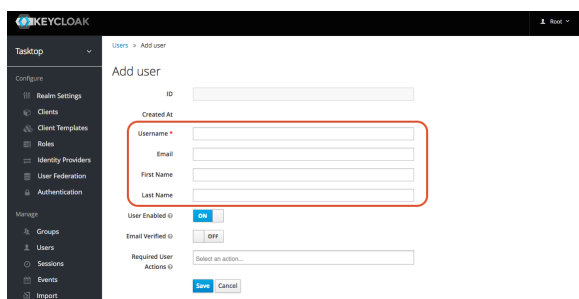 KEYCLOAK
Root
Tasktop
Users » Add user
Add user
Configure
Realm Settings
Clients
Client Templates
Roles
Identity Providers
User Federation
Authentication
Manage
Groups
Users
Sessions
Events
Import
ID
Created At
Username *
Email
First Name
Last Name
User Enabled
ON
Email Verified
OFF
Required User
Actions
Select an action...
Save Cancel